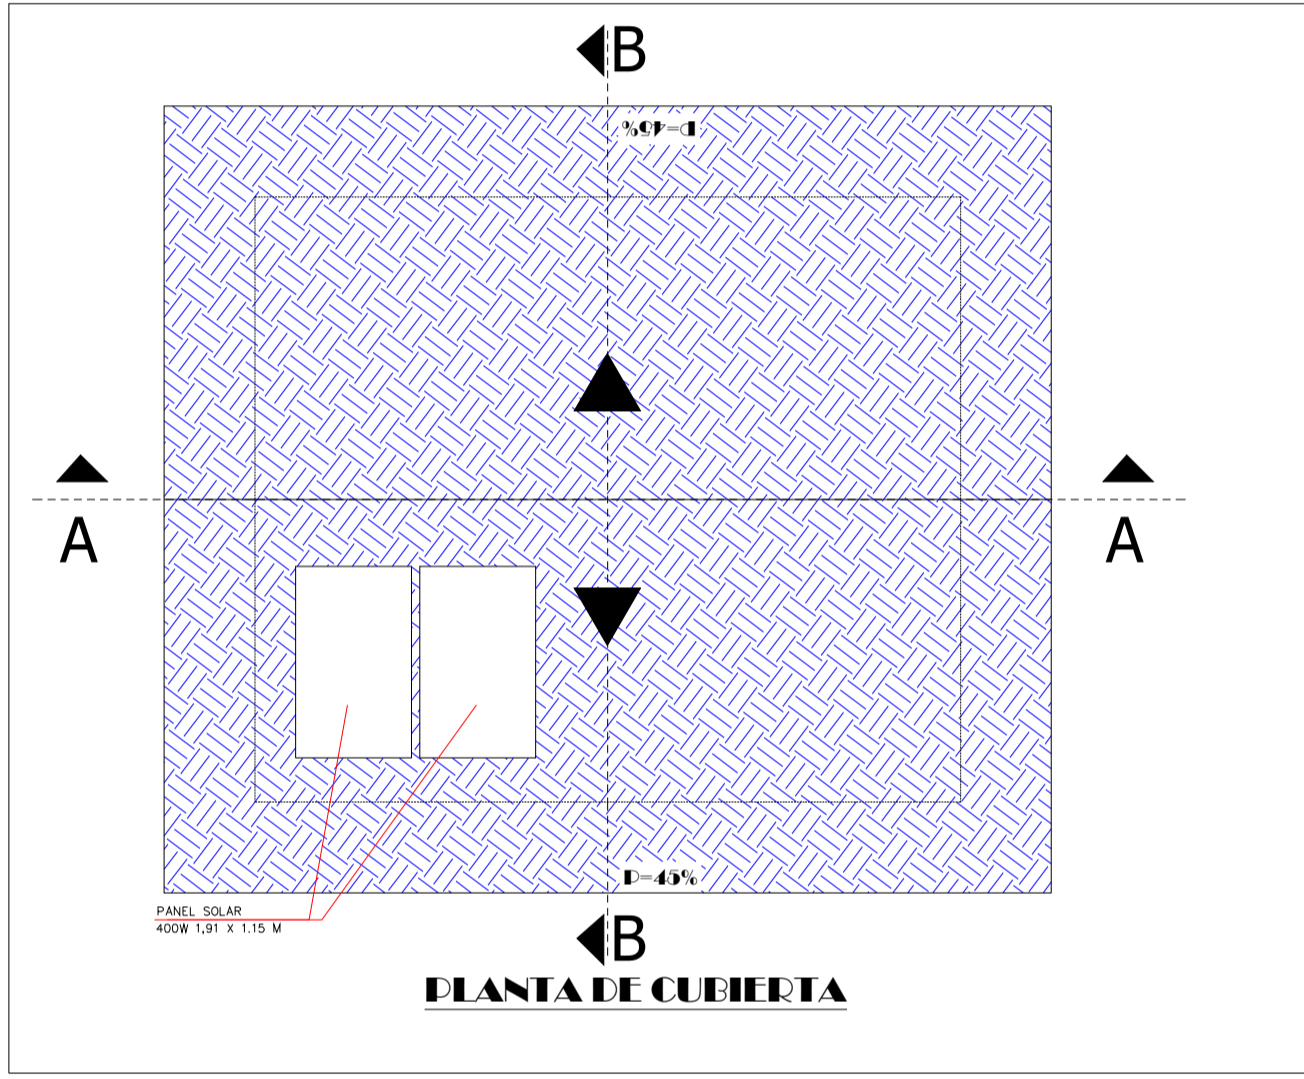 B
P=45%
A
A
P=45%
PANEL SOLAR
400W 1,91 X 1.15 M
B
PLANTA DE CUBIERTA